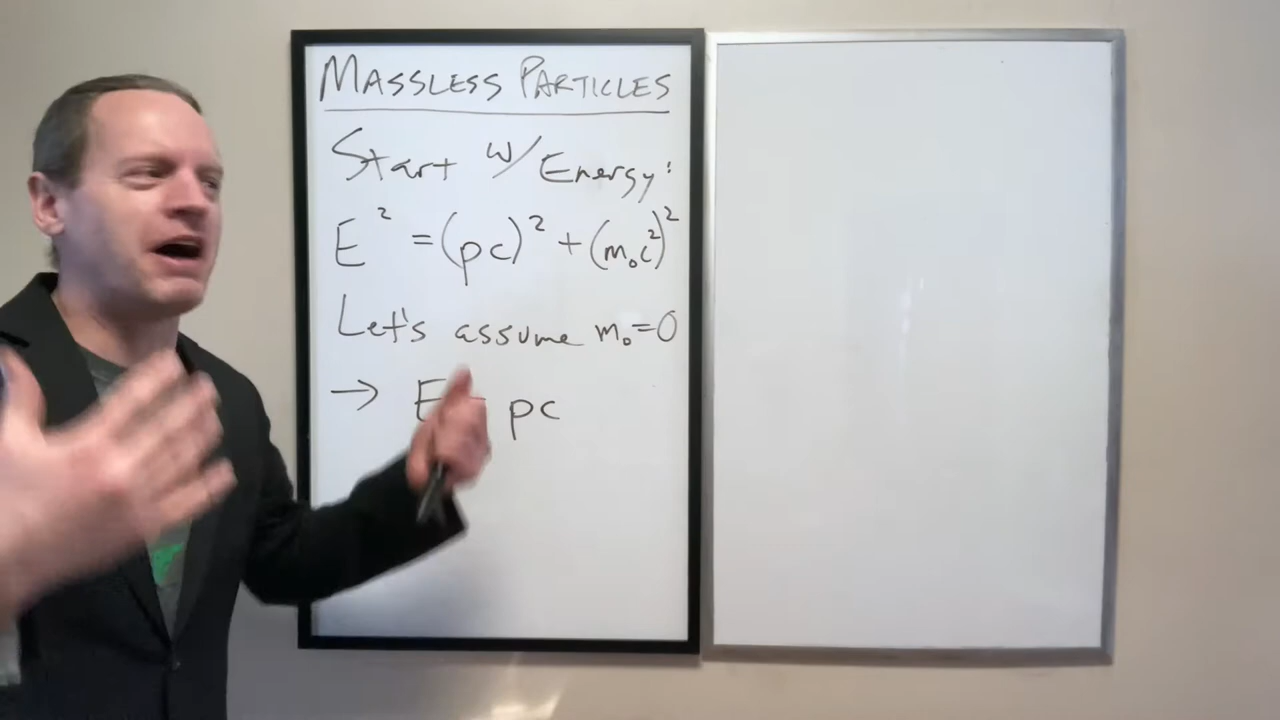 MASSLESS PARTICLES
Start w/ Energy:
E² = (pc)² + (m₀c²)²
Let's assume m₀=0
→ E = pc